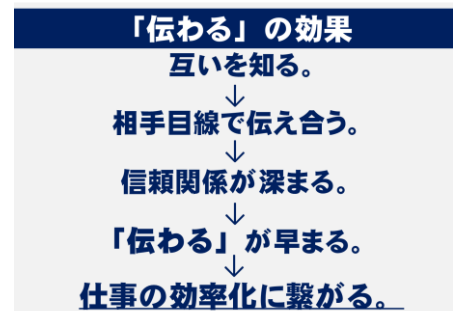 「伝わる」の効果
互いを知る。
↓
相手目線で伝え合う。
↓
信頼関係が深まる。
↓
「伝わる」が早まる。
↓
仕事の効率化に繋がる。